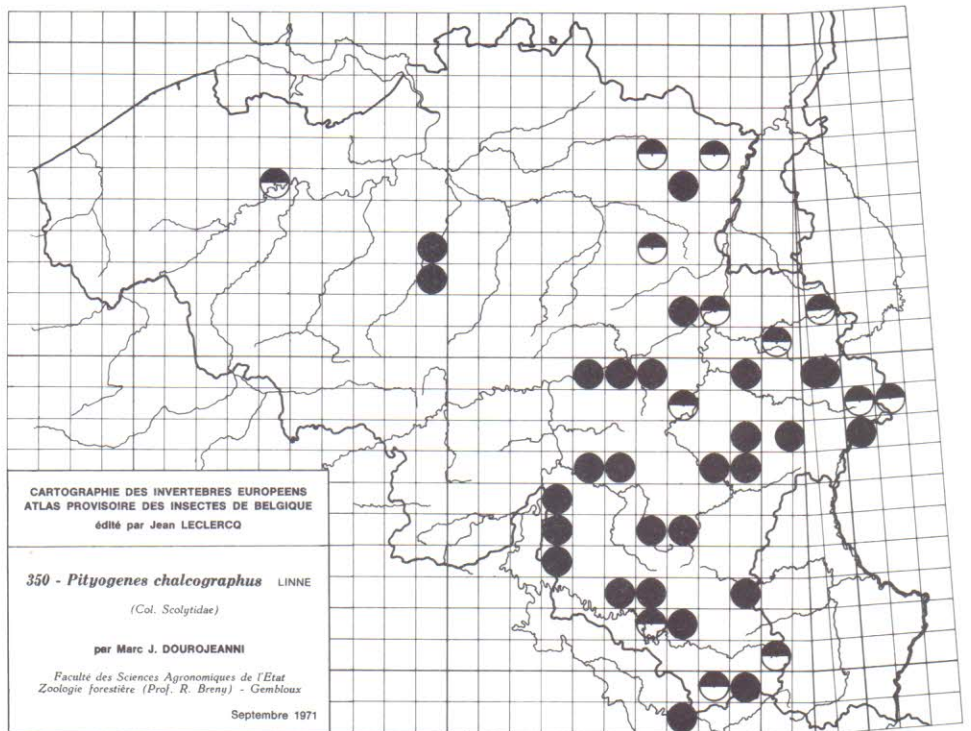 CARTOGRAPHIE DES INVERTEBRES EUROPEENS
ATLAS PROVISOIRE DES INSECTES DE BELGIQUE
édité par Jean LECLERCQ
350 - Pityogenes chalcographus LINNE
(Col. Scolytidae)
par Marc J. DOUROJEANNI
Faculté des Sciences Agronomiques de l'Etat
Zoologie forestière (Prof. R. Breny) - Gembloux
Septembre 1971